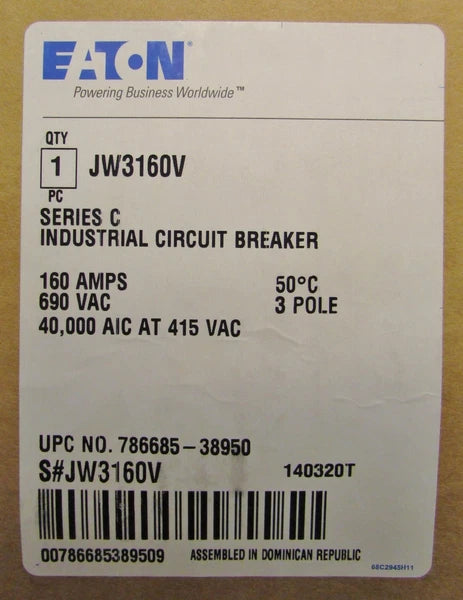 EATON
Powering Business Worldwide™
QTY
1 JW3160V
PC
SERIES C
INDUSTRIAL CIRCUIT BREAKER
160 AMPS 50°C
690 VAC 3 POLE
40,000 AIC AT 415 VAC
UPC NO. 786685-38950
S#JW3160V 140320T
00786685389509 ASSEMBLED IN DOMINICAN REPUBLIC
68C2945H11